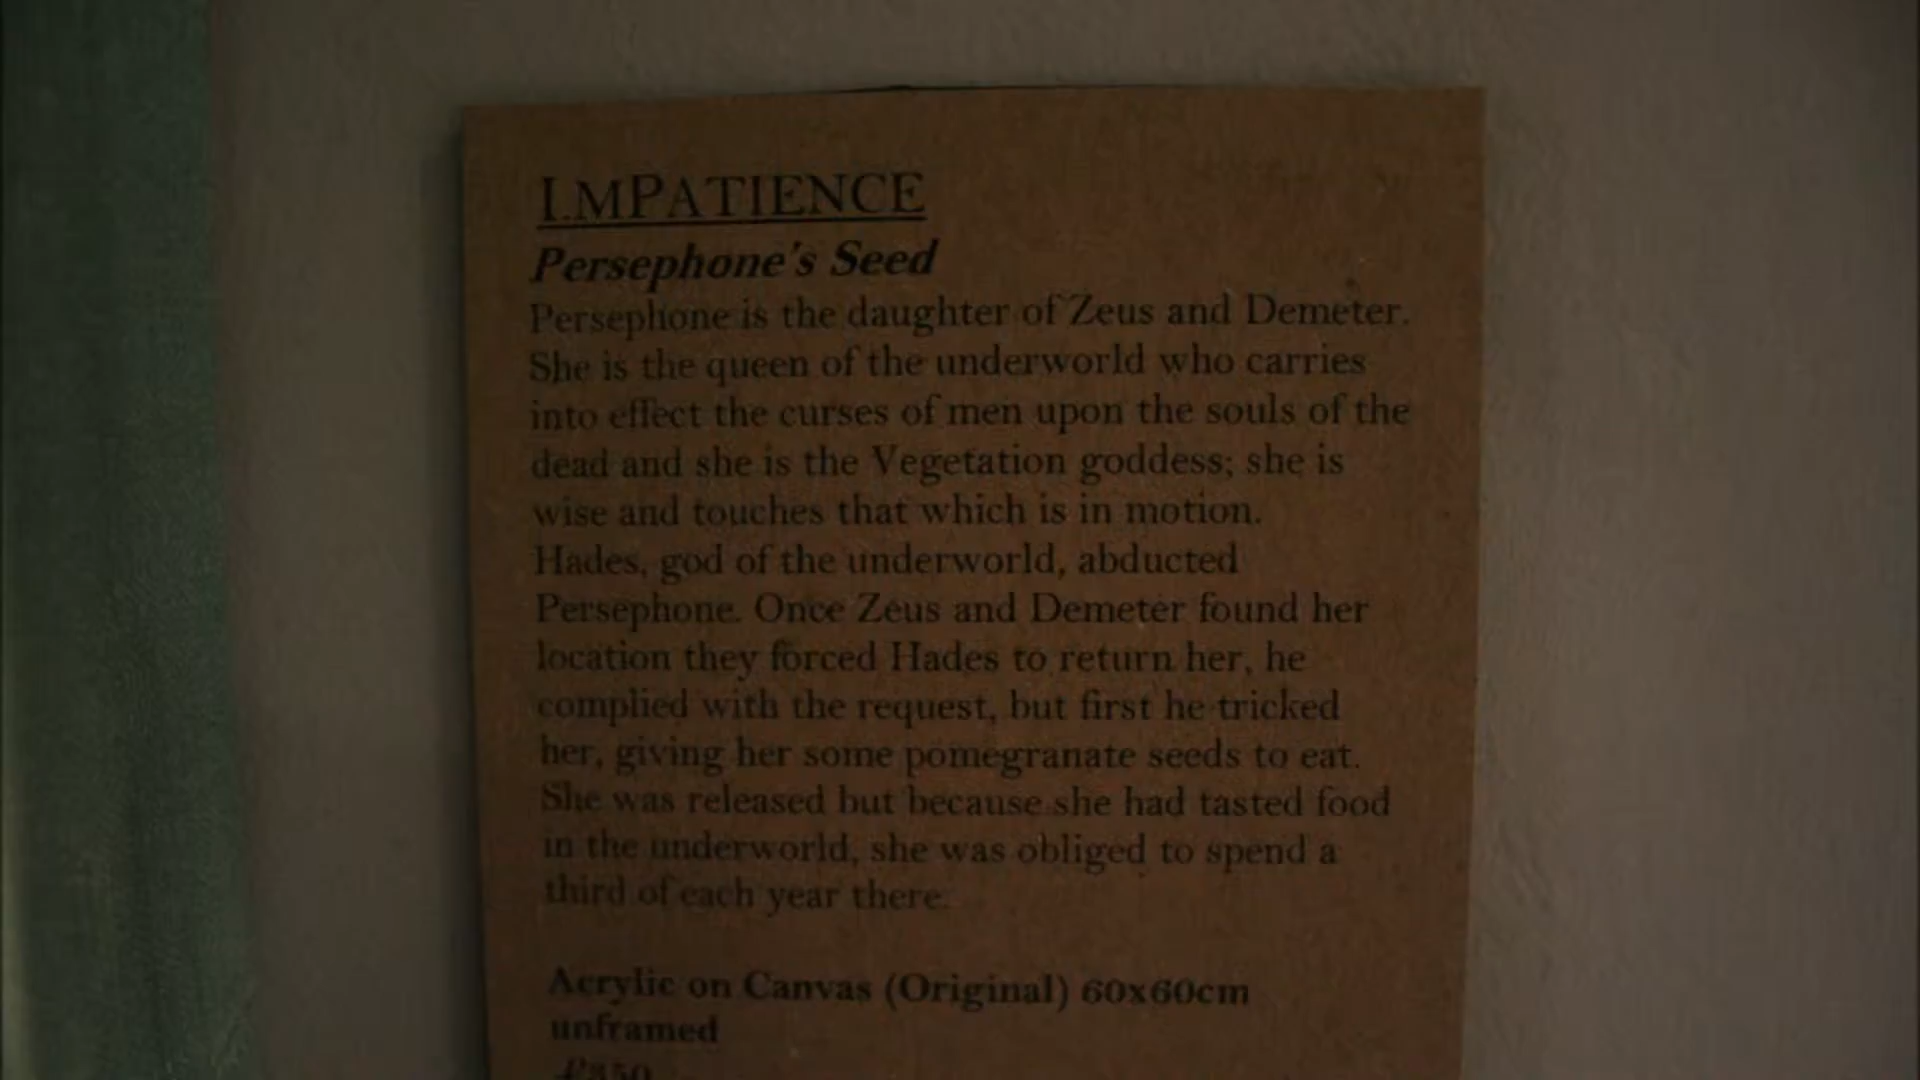 I.MPATIENCE
Persephone's Seed
Persephone is the daughter of Zeus and Demeter.
She is the queen of the underworld who carries
into effect the curses of men upon the souls of the
dead and she is the Vegetation goddess; she is
wise and touches that which is in motion.
Hades, god of the underworld, abducted
Persephone. Once Zeus and Demeter found her
location they forced Hades to return her, he
complied with the request, but first he tricked
her, giving her some pomegranate seeds to eat.
She was released but because she had tasted food
in the underworld, she was obliged to spend a
third of each year there.
Acrylic on Canvas (Original) 60x60cm
unframed